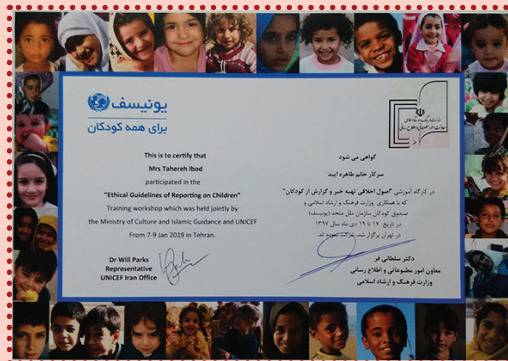 یونیسف
برای همه کودکان
This is to certify that
Mrs Tahereh Ibod
participated in the
"Ethical Guidelines of Reporting on Children"
Training workshop which was held jointly by
the Ministry of Culture and Islamic Guidance and UNICEF
From 7-9 Jan 2019 in Tehran.
Dr Will Parks
Representative
UNICEF Iran Office
گواهی می شود
سرکار خانم طاهره ایبد
در کارگاه آموزشی "اصول اخلاقی تهیه خبر و گزارش از کودکان"
که با همکاری وزارت فرهنگ و ارشاد اسلامی و
صندوق کودکان سازمان ملل متحد (یونیسف)
در تاریخ ۱۷ تا ۱۹ دی ماه سال ۱۳۹۷
در تهران برگزار شد، شرکت نموده اند.
دکتر سلطانی فر
معاون امور مطبوعاتی و اطلاع رسانی
وزارت فرهنگ و ارشاد اسلامی